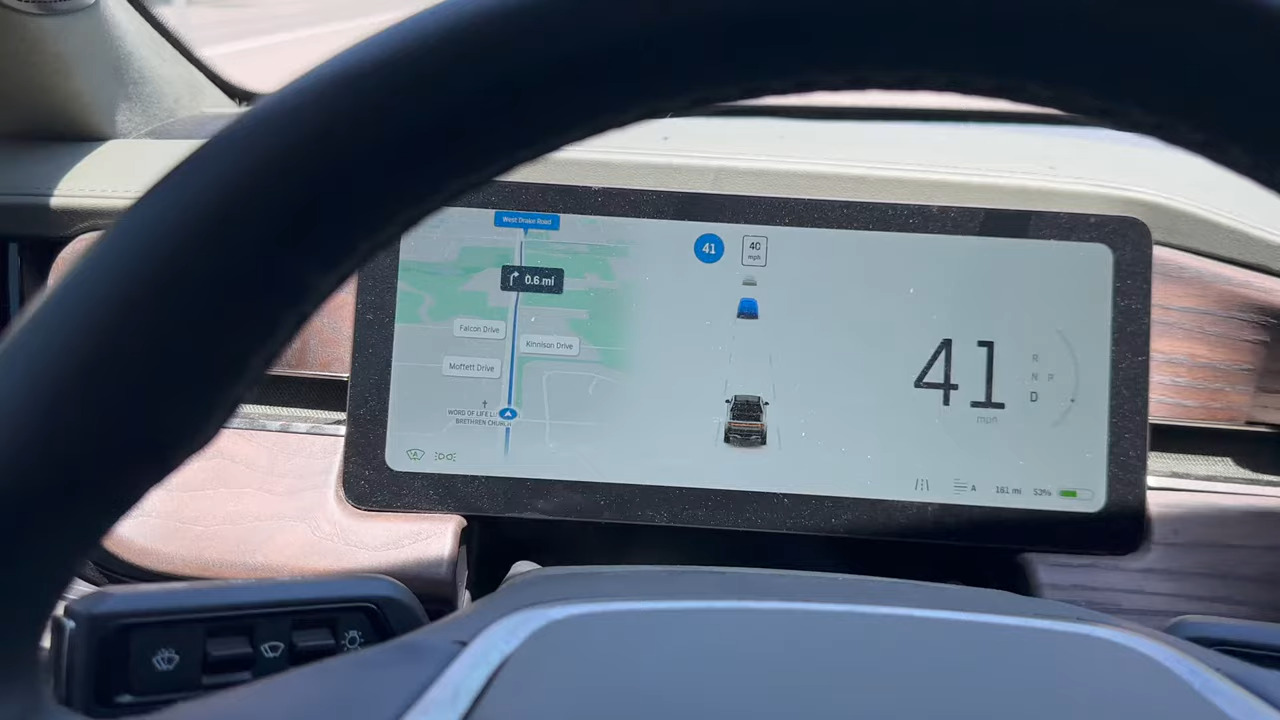 West Drake Road
0.6 mi
Falcon Drive
Kinnison Drive
Moffett Drive
WORD OF LIFE
BRETHREN CHURCH
A
41
40
mph
41
mph
R
N P
D
A
161 mi 53%